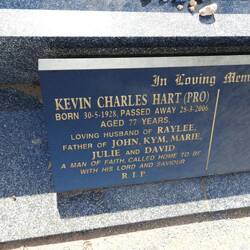 In Loving Mem
KEVIN CHARLES HART (PRO)
BORN 30-5-1928, PASSED AWAY 28-3-2006
AGED 77 YEARS.
LOVING HUSBAND OF RAYLEE,
FATHER OF JOHN, KYM, MARIE,
JULIE AND DAVID
A MAN OF FAITH, CALLED HOME TO BE
WITH HIS LORD AND SAVIOUR
R.I.P.